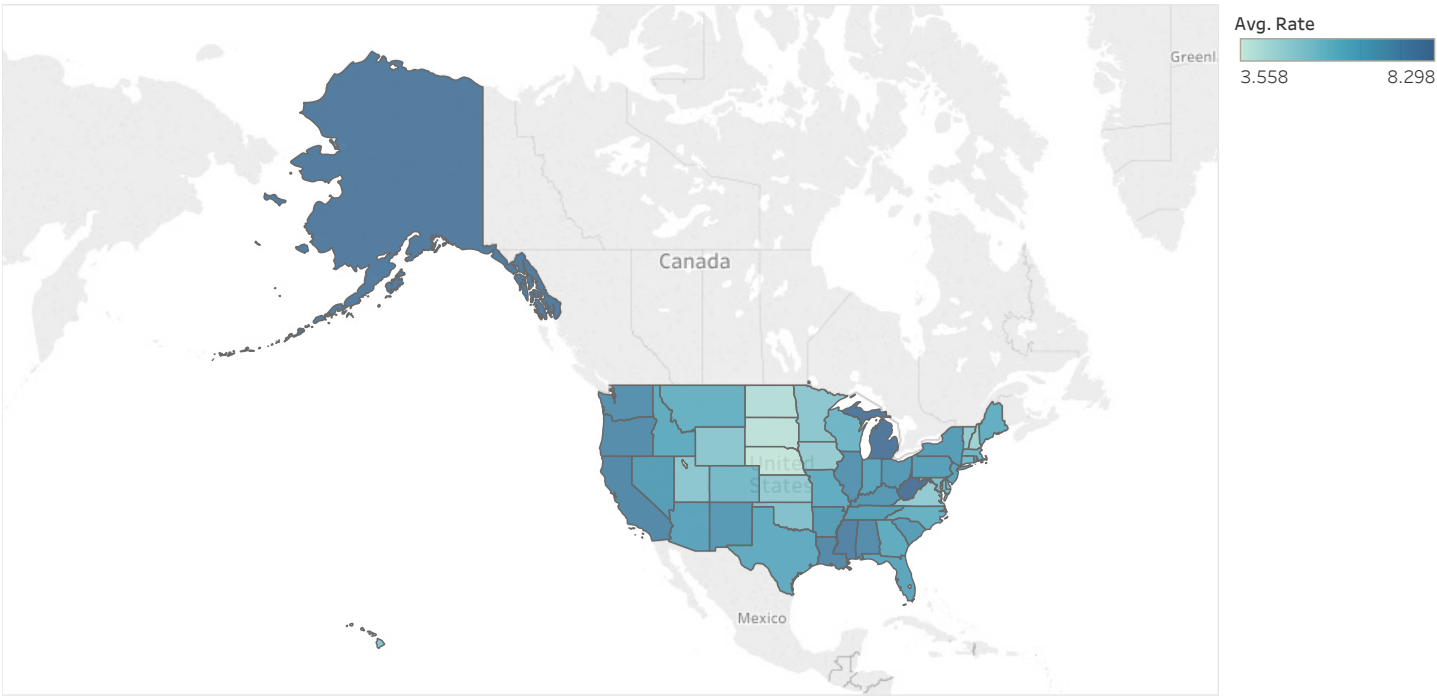 Avg. Rate
3.558 8.298
Greenl
Canada
United
States
Mexico